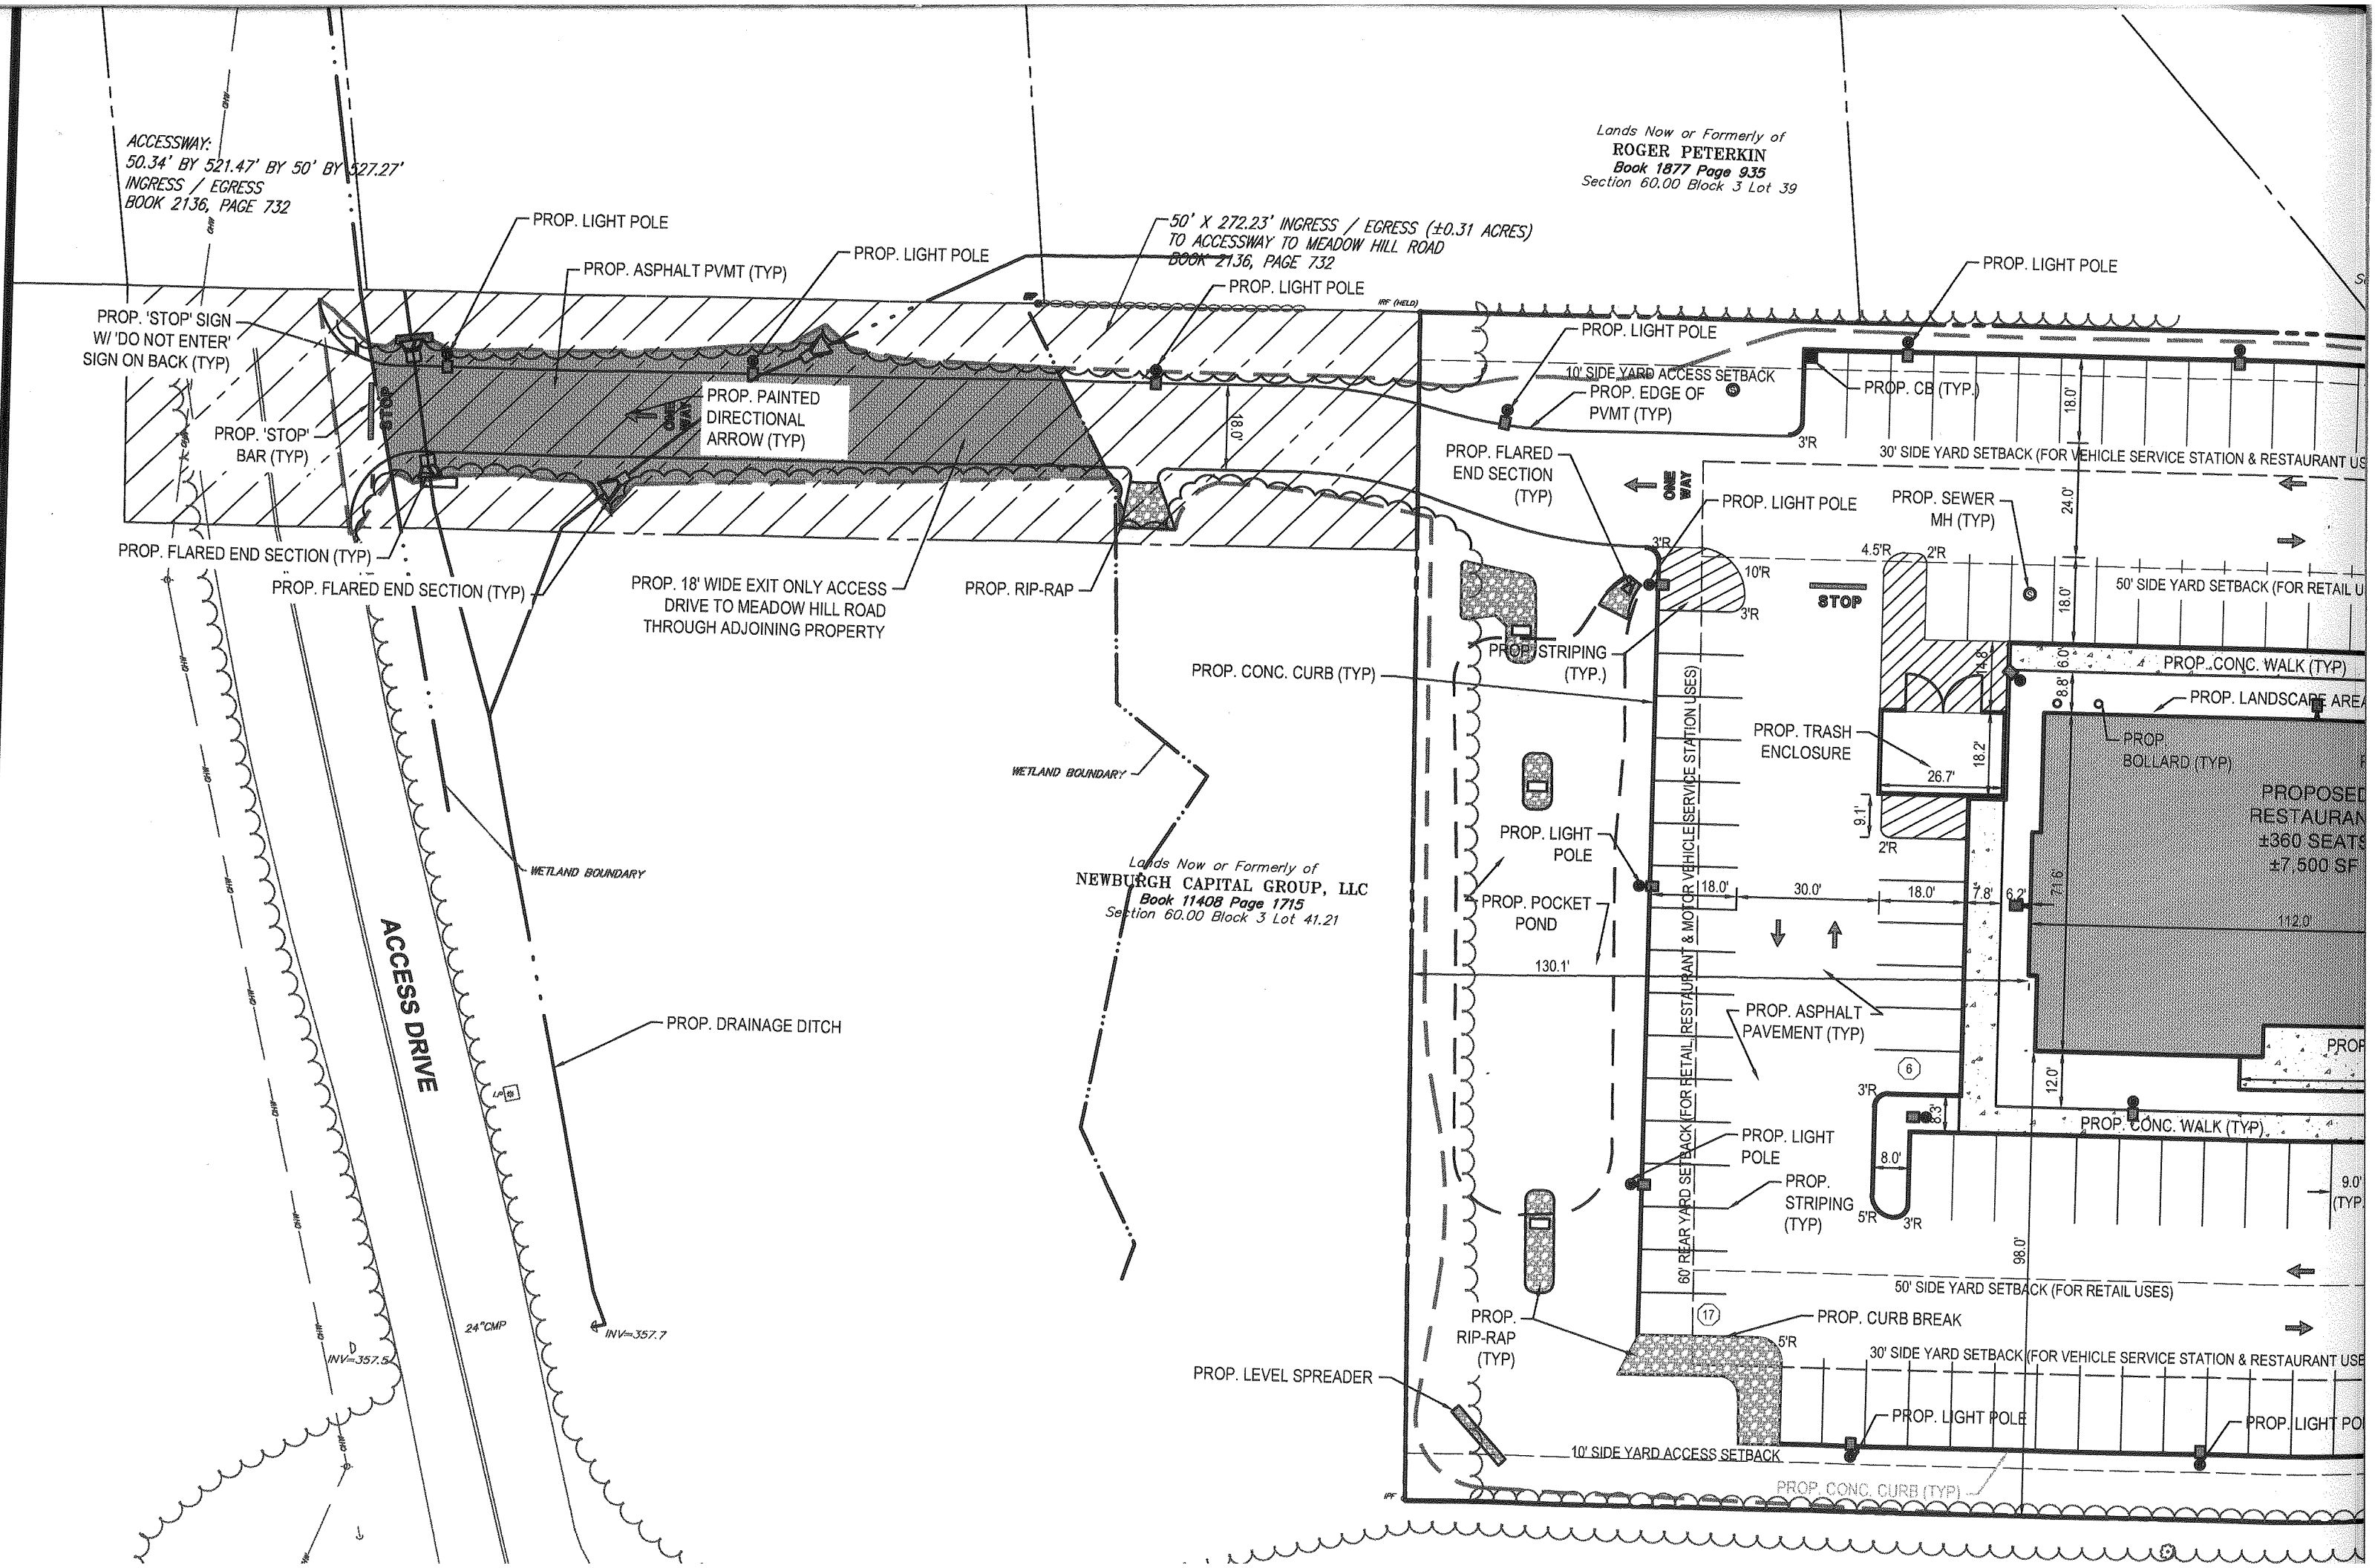 ACCESSWAY:
50.34' BY 521.47' BY 50' BY 527.27'
INGRESS / EGRESS
BOOK 2136, PAGE 732
Lands Now or Formerly of
ROGER PETERKIN
Book 1877 Page 935
Section 60.00 Block 3 Lot 39
PROP. LIGHT POLE
PROP. ASPHALT PVMT (TYP)
PROP. LIGHT POLE
50' X 272.23' INGRESS / EGRESS (±0.31 ACRES)
TO ACCESSWAY TO MEADOW HILL ROAD
BOOK 2136, PAGE 732
PROP. LIGHT POLE
IRF (HELD)
PROP. LIGHT POLE
PROP. LIGHT POLE
PROP. 'STOP' SIGN
W/ 'DO NOT ENTER'
SIGN ON BACK (TYP)
PROP. 'STOP'
BAR (TYP)
STOP
ONE
WAY
PROP. PAINTED
DIRECTIONAL
ARROW (TYP)
18.0'
10' SIDE YARD ACCESS SETBACK
PROP. EDGE OF
PVMT (TYP)
S
PROP. CB (TYP.)
18.0'
3'R
30' SIDE YARD SETBACK (FOR VEHICLE SERVICE STATION & RESTAURANT US
PROP. FLARED
END SECTION
(TYP)
ONE
WAY
PROP. LIGHT POLE
PROP. SEWER
MH (TYP)
24.0'
S
PROP. FLARED END SECTION (TYP)
PROP. FLARED END SECTION (TYP)
PROP. 18' WIDE EXIT ONLY ACCESS
DRIVE TO MEADOW HILL ROAD
THROUGH ADJOINING PROPERTY
PROP. RIP-RAP
3'R
10'R
3'R
STOP
4.5'R
2'R
50' SIDE YARD SETBACK (FOR RETAIL U
18.0'
PROP. STRIPING
(TYP.)
PROP. CONC. CURB (TYP)
14.8'
6.0'
8.8'
PROP. CONC. WALK (TYP)
PROP. LANDSCAPE AREA
PROP. TRASH
ENCLOSURE
26.7'
18.2'
9.1'
2'R
PROP.
BOLLARD (TYP)
PROPOSED
RESTAURAN
±360 SEATS
±7,500 SF
WETLAND BOUNDARY
WETLAND BOUNDARY
Lands Now or Formerly of
NEWBURGH CAPITAL GROUP, LLC
Book 11408 Page 1715
Section 60.00 Block 3 Lot 41.21
PROP. LIGHT
POLE
PROP. POCKET
POND
60' REAR YARD SETBACK (FOR RETAIL, RESTAURANT & MOTOR VEHICLE SERVICE STATION USES)
18.0'
30.0'
18.0'
7.8'
6.2'
71.6'
112.0'
130.1'
ACCESS DRIVE
PROP. DRAINAGE DITCH
PROP. ASPHALT
PAVEMENT (TYP)
6
PROP
12.0'
3'R
8.3'
PROP. CONC. WALK (TYP)
LP
PROP. LIGHT
POLE
8.0'
PROP.
STRIPING
(TYP)
5'R
3'R
9.0'
(TYP.
98.0'
50' SIDE YARD SETBACK (FOR RETAIL USES)
24"CMP
INV=357.7
INV=357.5
PROP.
RIP-RAP
(TYP)
17
PROP. CURB BREAK
5'R
30' SIDE YARD SETBACK (FOR VEHICLE SERVICE STATION & RESTAURANT USE
PROP. LEVEL SPREADER
PROP. LIGHT POLE
PROP. LIGHT PO
10' SIDE YARD ACCESS SETBACK
PROP. CONC. CURB (TYP)
IPF
OHW